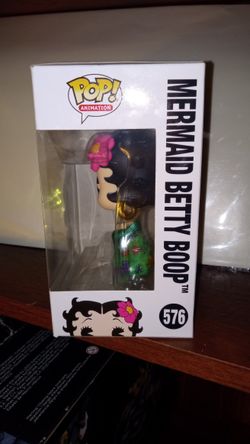 POP!
ANIMATION
MERMAID BETTY BOOP™
576